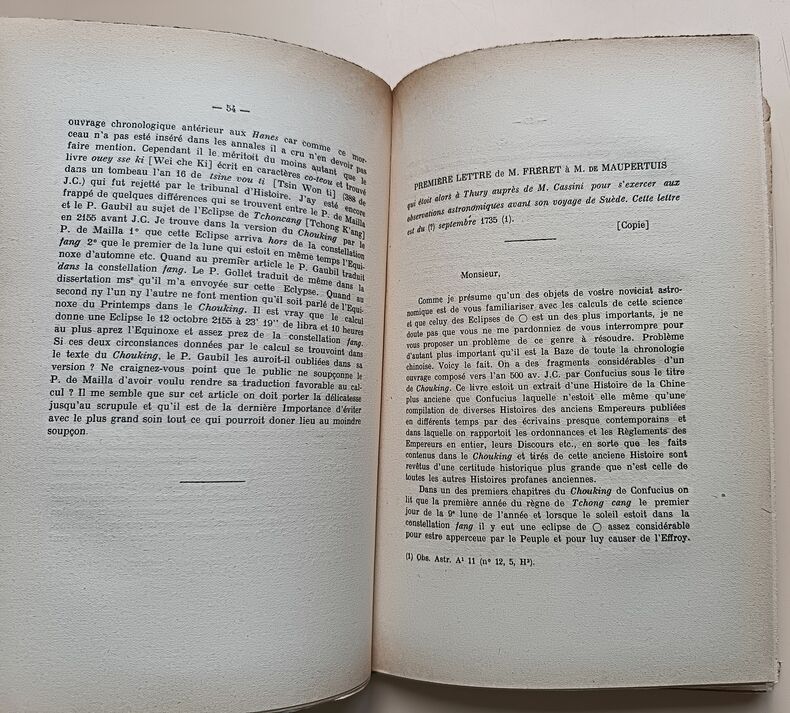 — 54 —
ouvrage chronologique antérieur aux Hanes car comme ce mor-
ceau n'a pas esté inséré dans les annales il a cru n'en devoir pas
faire mention. Cependant il le méritoit du moins autant que le
livre ouey sse ki [Wei che Ki] écrit en caractères co-teou et trouvé
dans un tombeau l'an 16 de tsine vou ti [Tsin Won ti] [388 de
J.C.) qui fut rejetté par le tribunal d'Histoire. J'ay esté encore
frappé de quelques différences qui se trouvent entre le P. de Mailla
et le P. Gaubil au sujet de l'Eclipse de Tchoncang [Tchong K'ang]
en 2155 avant J.C. Je trouve dans la version du Chouking par le
P. de Mailla 1° que cette Eclipse arriva hors de la constellation
fang 2° que le premier de la lune qui estoit en même temps l'Equi-
noxe d'automne etc. Quand au premier article le P. Gaubil traduit
dans la constellation fang. Le P. Gollet traduit de même dans la
dissertation mse qu'il m'a envoyée sur cette Eclypse. Quand au
second ny l'un ny l'autre ne font mention qu'il soit parlé de l'Equi-
noxe du Printemps dans le Chouking. Il est vray que le calcul
donne une Eclipse le 12 octobre 2155 à 23° 19'' de libra et 10 heures
au plus aprez l'Equinoxe et assez prez de la constellation fang.
Si ces deux circonstances données par le calcul se trouvoint dans
le texte du Chouking, le P. Gaubil les auroit-il oubliées dans sa
version ? Ne craignez-vous point que le public ne soupçonne le
P. de Mailla d'avoir voulu rendre sa traduction favorable au cal-
cul ? Il me semble que sur cet article on doit porter la délicatesse
jusqu'au scrupule et qu'il est de la dernière Importance d'éviter
avec le plus grand soin tout ce qui pourroit doner lieu au moindre
soupçon
PREMIÈRE LETTRE de M. FRERET à M. DE MAUPERTUIS
qui étoit alors à Thury auprès de M. Cassini pour s'exercer aux
observations astronomiques avant son voyage de Suède. Cette lettre
est du (?) septembre 1735 (1). [Copie]
Monsieur,
Comme je présume qu'un des objets de vostre noviciat astro-
nomique est de vous familiariser avec les calculs de cette science
et que celuy des Eclipses de ◯ est un des plus importants, je ne
doute pas que vous ne me pardonniez de vous interrompre pour
vous proposer un problème de ce genre à résoudre. Problème
d'autant plus important qu'il est la Baze de toute la chronologie
chinoise. Voicy le fait. On a des fragments considérables d'un
ouvrage composé vers l'an 500 av. J.C. par Confucius sous le titre
de Chouking. Ce livre estoit un extrait d'une Histoire de la Chine
plus ancien que Confucius laquelle n'estoit elle même qu'une
compilation de diverses Histoires des anciens Empereurs publiées
en différents temps par des écrivains presque contemporains et
dans laquelle on rapportoit les ordonnances et les Règlements des
Empereurs en entier, leurs Discours etc., en sorte que les faits
contenus dans le Chouking et tirés de cette anciene Histoire sont
revêtus d'une certitude historique plus grande que n'est celle de
toutes les autres Histoires profanes anciennes.
Dans un des premiers chapitres du Chouking de Confucius on
lit que la première année du règne de Tchong cang le premier
jour de la 9e lune de l'année et lorsque le soleil estoit dans la
constellation fang il y eut une eclipse de ◯ assez considérable
pour estre apperceue par le Peuple et pour luy causer de l'Effroy.
(1) Obs. Astr. A¹ 11 (n° 12, 5, H²).